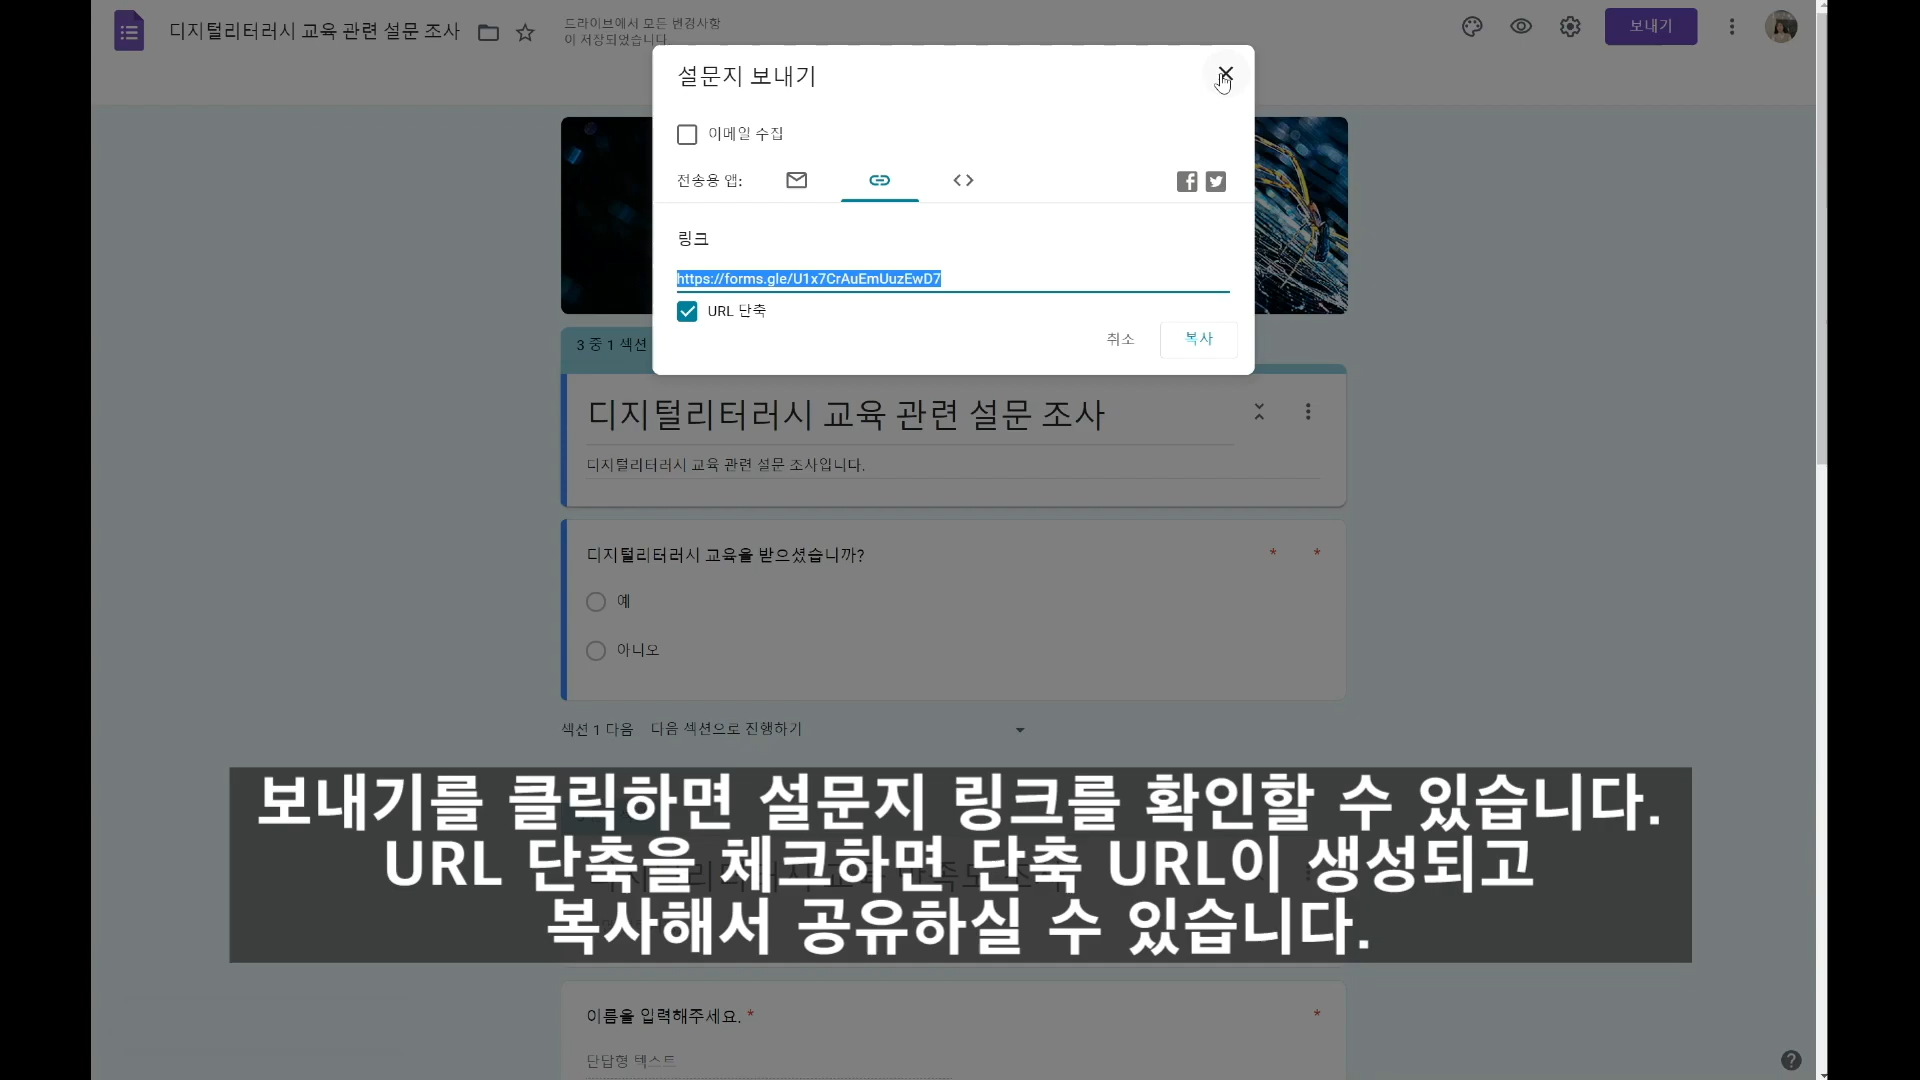 디지털리터러시 교육 관련 설문 조사
드라이브에서 모든 변경사항
이 저장되었습니다.
보내기
설문지 보내기
이메일 수집
전송용 앱:
링크
https://forms.gle/U1x7CrAuEmUuzEwD7
URL 단축
취소
복사
3 중 1 섹션
디지털리터러시 교육 관련 설문 조사
디지털리터러시 교육 관련 설문 조사입니다.
디지털리터러시 교육을 받으셨습니까? * *
예
아니오
섹션 1 다음 다음 섹션으로 진행하기
보내기를 클릭하면 설문지 링크를 확인할 수 있습니다.
URL 단축을 체크하면 단축 URL이 생성되고
복사해서 공유하실 수 있습니다.
이름을 입력해주세요. * *
단답형 텍스트